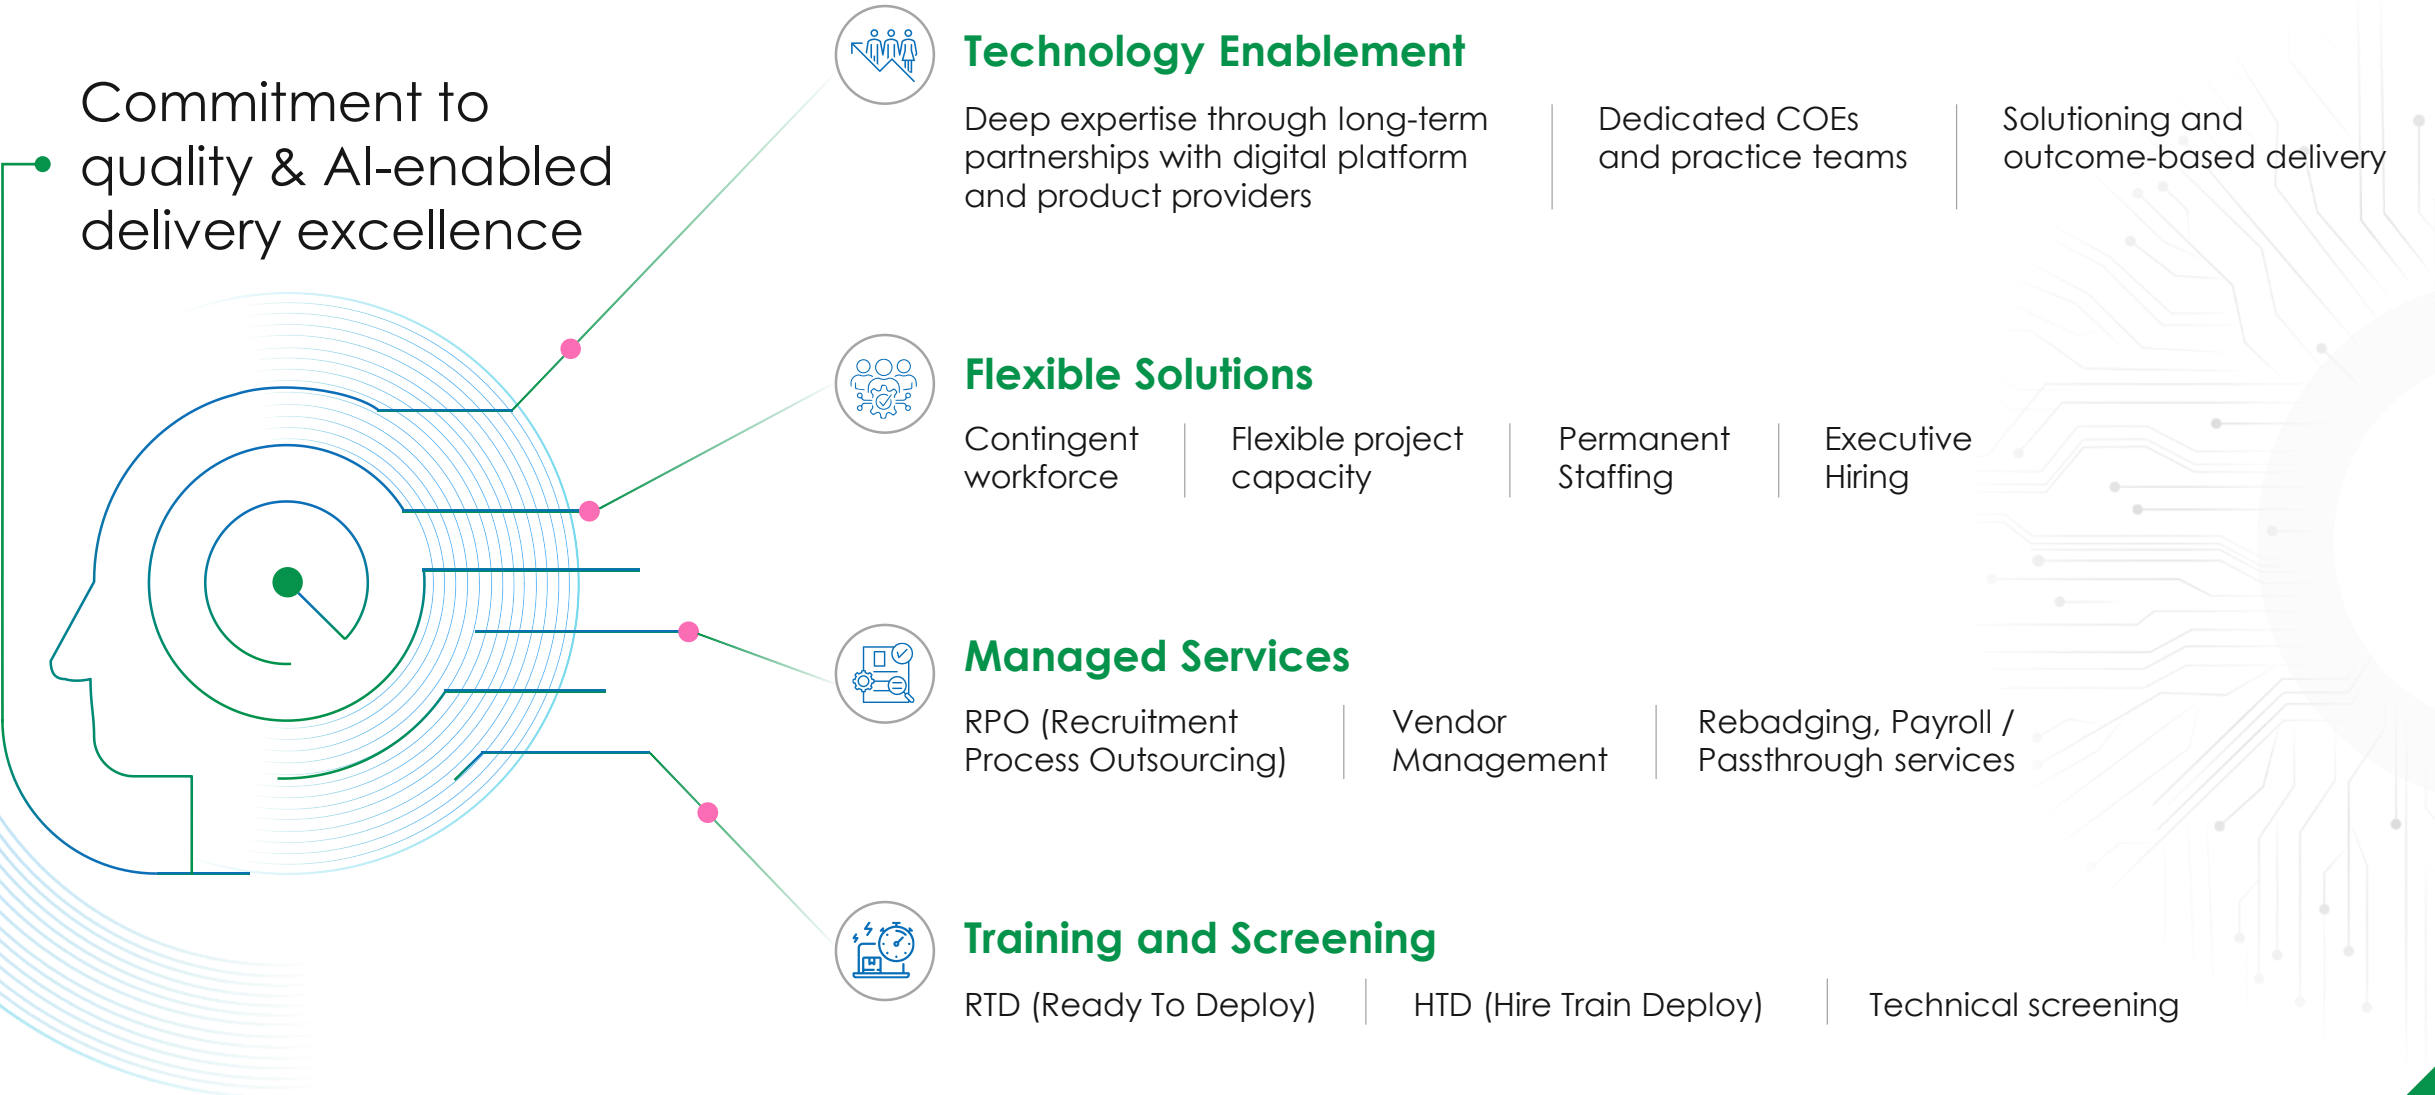 Commitment to
quality & AI-enabled
delivery excellence
Technology Enablement
Deep expertise through long-term
partnerships with digital platform
and product providers
Dedicated COEs
and practice teams
Solutioning and
outcome-based delivery
Flexible Solutions
Contingent
workforce
Flexible project
capacity
Permanent
Staffing
Executive
Hiring
Managed Services
RPO (Recruitment
Process Outsourcing)
Vendor
Management
Rebadging, Payroll /
Passthrough services
Training and Screening
RTD (Ready To Deploy)
HTD (Hire Train Deploy)
Technical screening